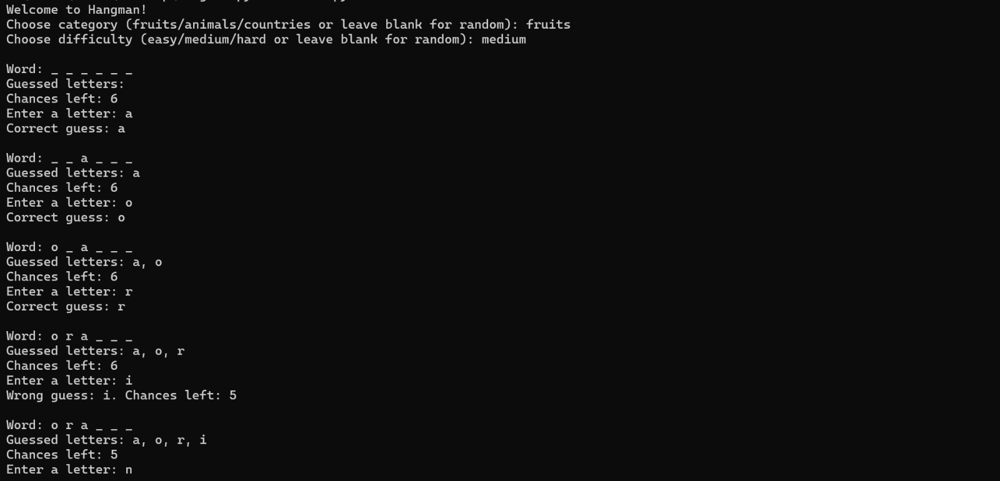 Welcome to Hangman!
Choose category (fruits/animals/countries or leave blank for random): fruits
Choose difficulty (easy/medium/hard or leave blank for random): medium

Word: _ _ _ _ _ _
Guessed letters:
Chances left: 6
Enter a letter: a
Correct guess: a

Word: _ _ a _ _ _
Guessed letters: a
Chances left: 6
Enter a letter: o
Correct guess: o

Word: o _ a _ _ _
Guessed letters: a, o
Chances left: 6
Enter a letter: r
Correct guess: r

Word: o r a _ _ _
Guessed letters: a, o, r
Chances left: 6
Enter a letter: i
Wrong guess: i. Chances left: 5

Word: o r a _ _ _
Guessed letters: a, o, r, i
Chances left: 5
Enter a letter: n